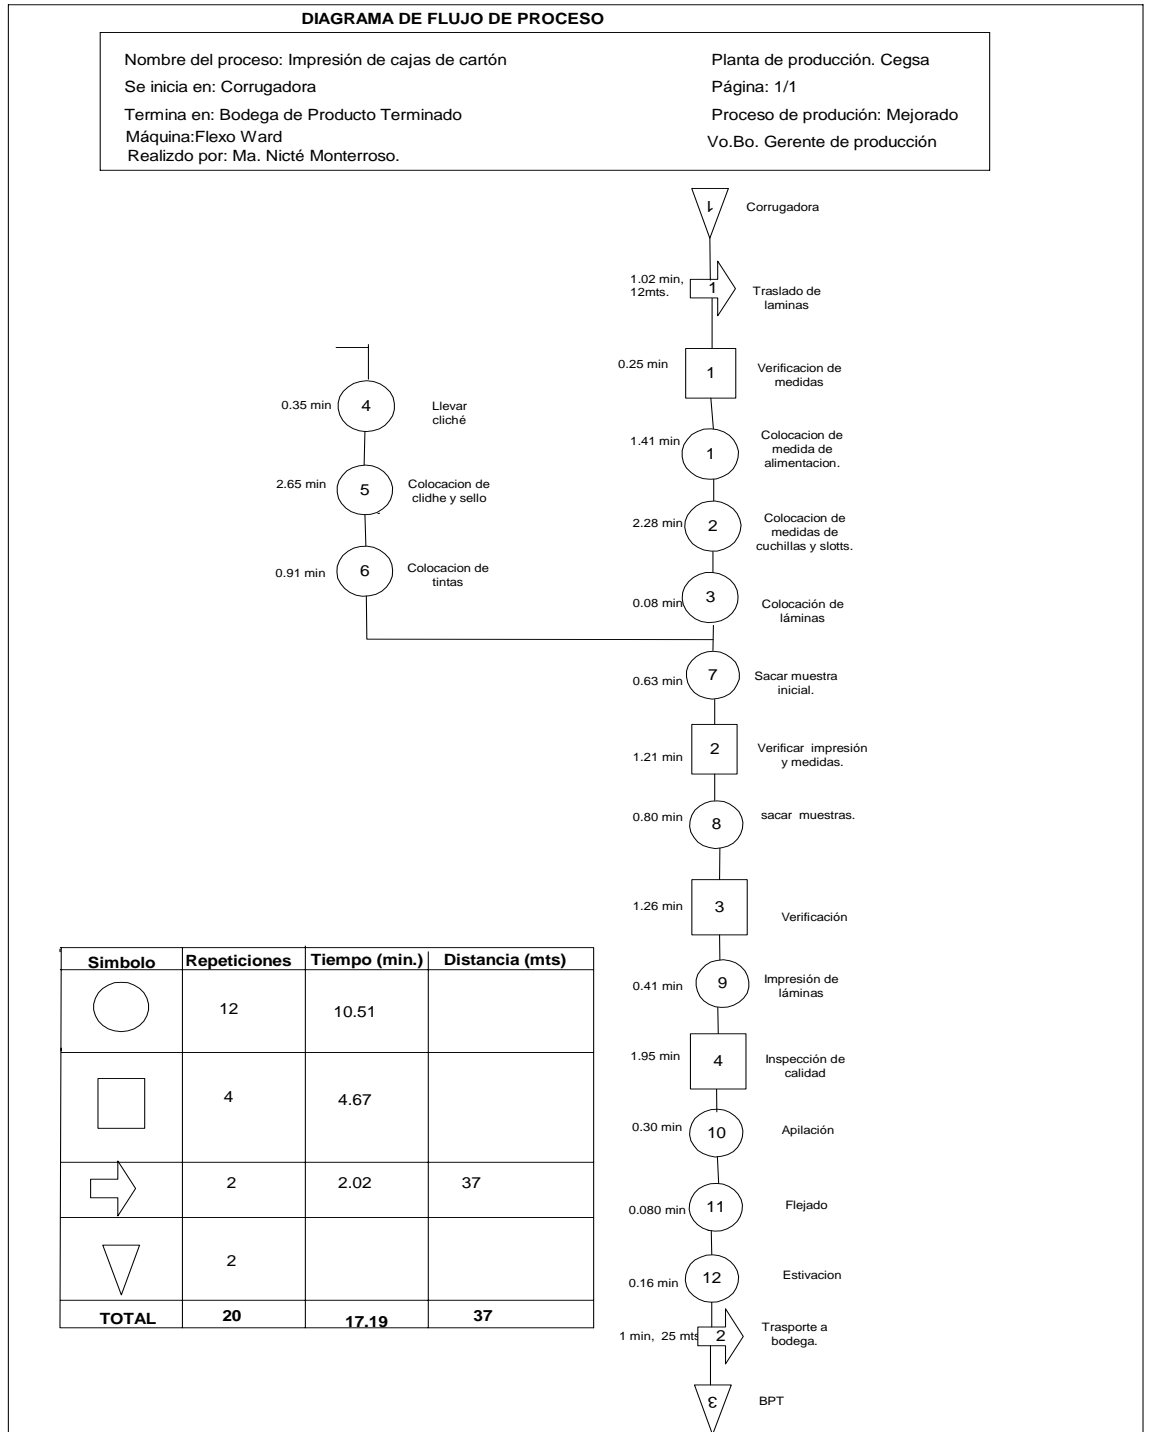 DIAGRAMA DE FLUJO DE PROCESO
Nombre del proceso: Impresión de cajas de cartón
Planta de producción. Cegsa
Se inicia en: Corrugadora
Página: 1/1
Termina en: Bodega de Producto Terminado
Proceso de produción: Mejorado
Máquina:Flexo Ward
Vo.Bo. Gerente de producción
Realizdo por: Ma. Nicté Monterroso.
1
Corrugadora
1.02 min,
12mts.
1
Traslado de
laminas
0.25 min
1
Verificacion de
medidas
0.35 min
4
Llevar
cliché
1.41 min
1
Colocacion de
medida de
alimentacion.
2.65 min
5
Colocacion de
clidhe y sello
2.28 min
2
Colocacion de
medidas de
cuchillas y slotts.
0.91 min
6
Colocacion de
tintas
0.08 min
3
Colocación de
láminas
0.63 min
7
Sacar muestra
inicial.
1.21 min
2
Verificar impresión
y medidas.
0.80 min
8
sacar muestras.
1.26 min
3
Verificación
0.41 min
9
Impresión de
láminas
1.95 min
4
Inspección de
calidad
0.30 min
10
Apilación
0.080 min
11
Flejado
0.16 min
12
Estivacion
1 min, 25 mts
2
Trasporte a
bodega.
3
BPT
Simbolo Repeticiones Tiempo (min.) Distancia (mts)
12 10.51
4 4.67
2 2.02 37
2
TOTAL 20 17.19 37